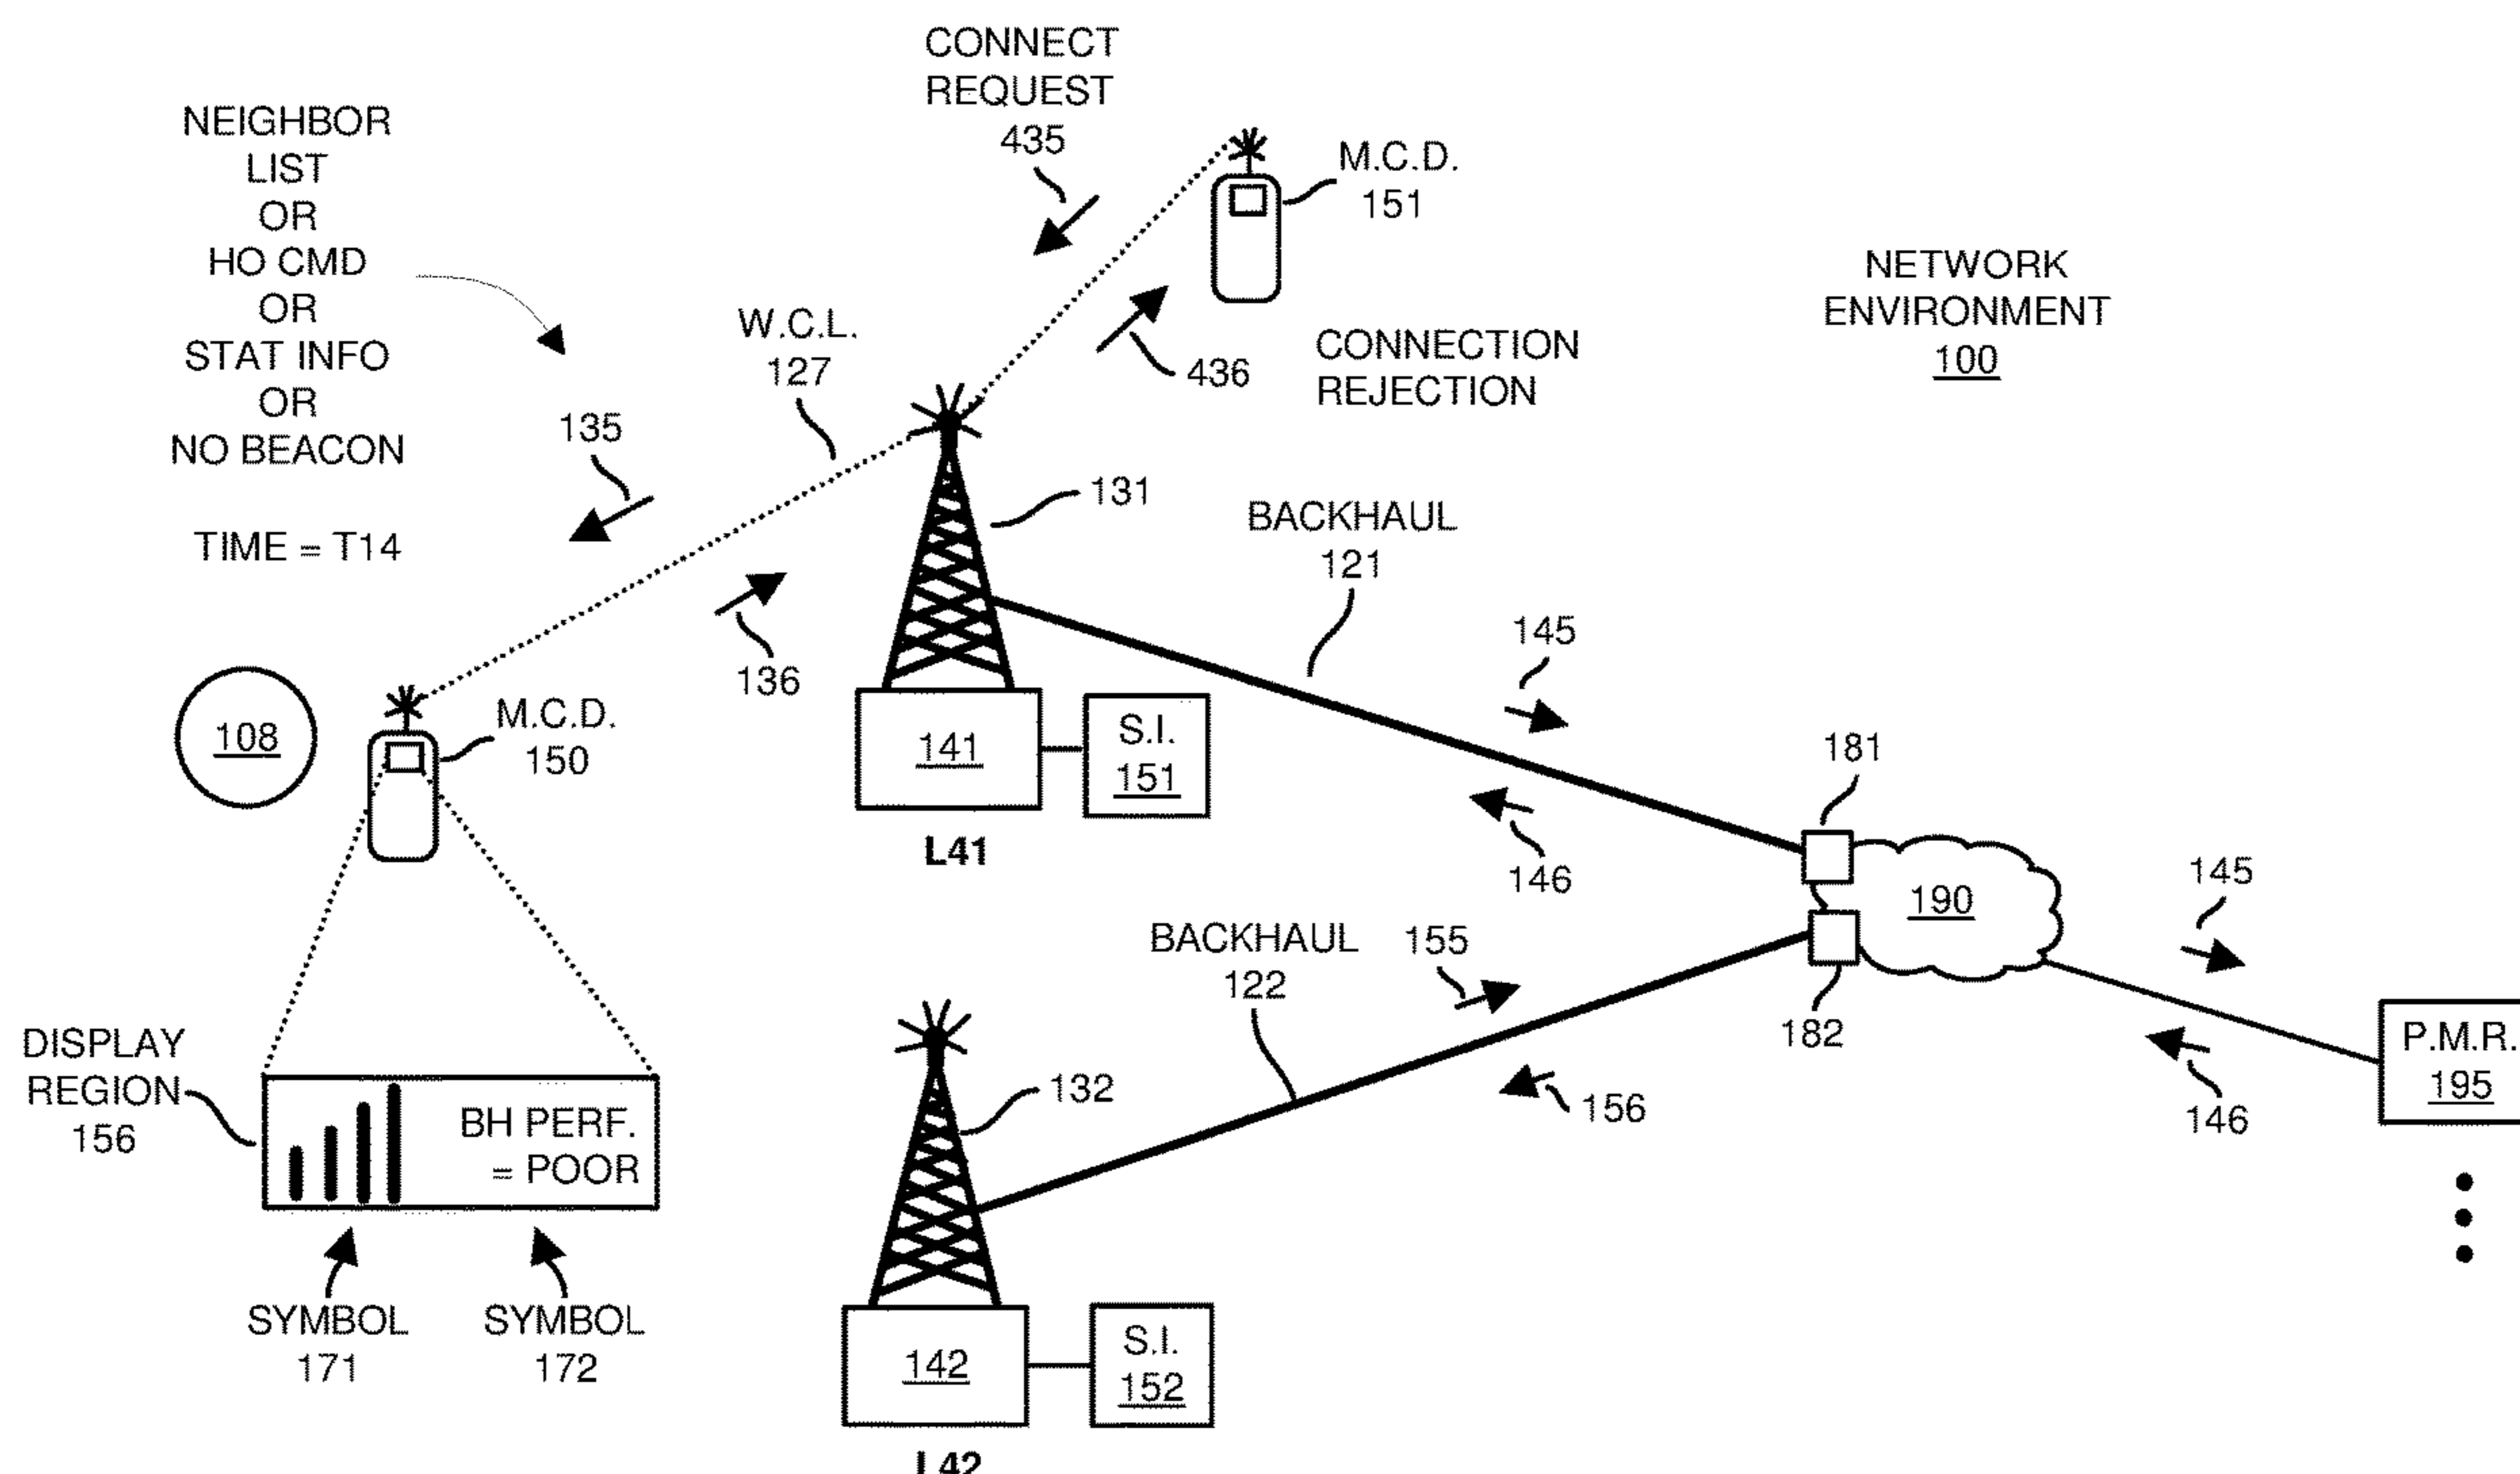 CONNECT
REQUEST
435
NEIGHBOR
LIST
OR
HO CMD
OR
STAT INFO
OR
NO BEACON
TIME = T14
M.C.D.
151
NETWORK
ENVIRONMENT
100
W.C.L.
127
436
CONNECTION
REJECTION
135
131
136
BACKHAUL
121
145
146
108
M.C.D.
150
141
S.I.
151
L41
181
190
182
145
146
P.M.R.
195
BACKHAUL
122
155
156
DISPLAY
REGION
156
BH PERF.
= POOR
SYMBOL
171
SYMBOL
172
132
142
S.I.
152
L42